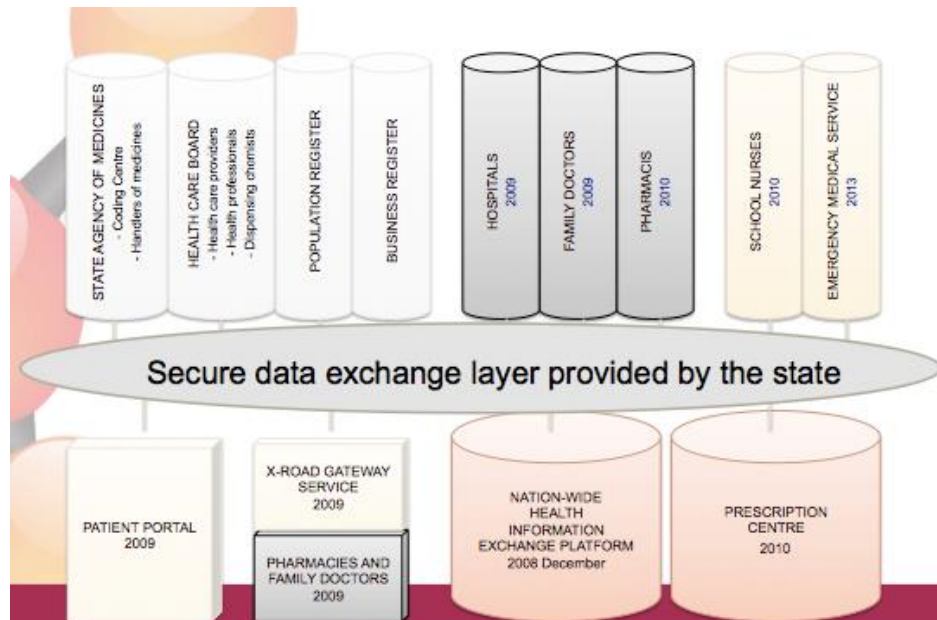 STATE AGENCY OF MEDICINES
- Coding Centre
- Handlers of medicines
HEALTH CARE BOARD
- Health care providers
- Health professionals
- Dispensing chemists
POPULATION REGISTER
BUSINESS REGISTER
HOSPITALS
2009
FAMILY DOCTORS
2009
PHARMACIS
2010
SCHOOL NURSES
2010
EMERGENCY MEDICAL SERVICE
2013
Secure data exchange layer provided by the state
PATIENT PORTAL
2009
X-ROAD GATEWAY
SERVICE
2009
PHARMACIES AND
FAMILY DOCTORS
2009
NATION-WIDE
HEALTH
INFORMATION
EXCHANGE PLATFORM
2008 December
PRESCRIPTION
CENTRE
2010